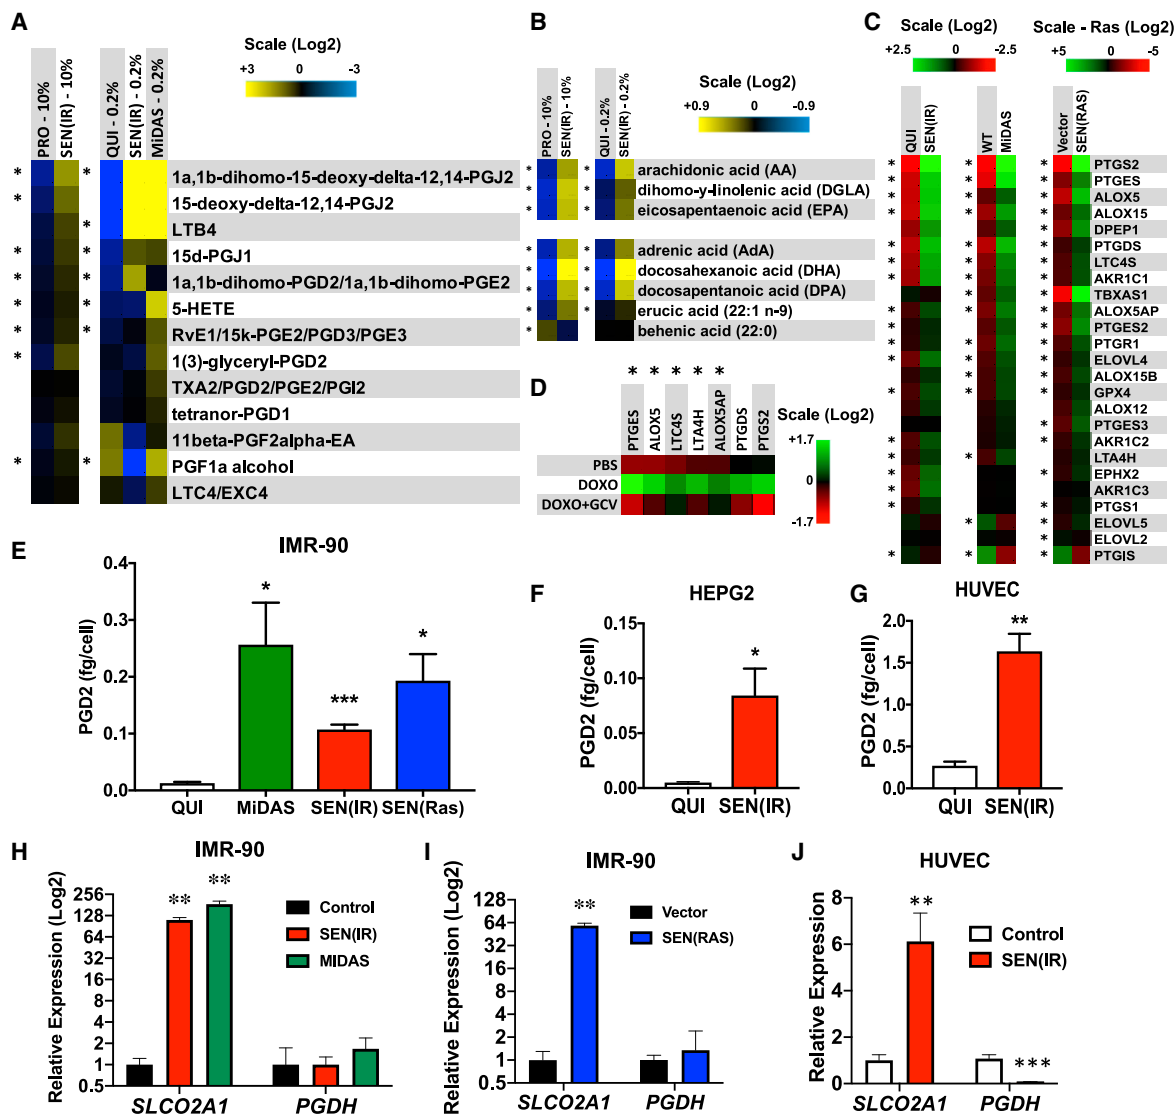 A
Scale (Log2)
+3 0 -3
PRO - 10%
SEN(IR) - 10%
QUI - 0.2%
SEN(IR) - 0.2%
MiDAS - 0.2%
* * 1a,1b-dihomo-15-deoxy-delta-12,14-PGJ2
* 15-deoxy-delta-12,14-PGJ2
* LTB4
* * 15d-PGJ1
* * 1a,1b-dihomo-PGD2/1a,1b-dihomo-PGE2
* * 5-HETE
* * RvE1/15k-PGE2/PGD3/PGE3
* 1(3)-glyceryl-PGD2
TXA2/PGD2/PGE2/PGI2
tetranor-PGD1
11beta-PGF2alpha-EA
* * PGF1a alcohol
LTC4/EXC4
B
Scale (Log2)
+0.9 0 -0.9
PRO - 10%
SEN(IR) - 10%
QUI - 0.2%
SEN(IR) - 0.2%
* * arachidonic acid (AA)
* * dihomo-y-linolenic acid (DGLA)
* * eicosapentaenoic acid (EPA)
* * adrenic acid (AdA)
* * docosahexanoic acid (DHA)
* * docosapentanoic acid (DPA)
* * erucic acid (22:1 n-9)
* behenic acid (22:0)
C
Scale (Log2)
+2.5 0 -2.5
Scale - Ras (Log2)
+5 0 -5
QUI
SEN(IR)
WT
MiDAS
Vector
SEN(RAS)
* * * PTGS2
* * * PTGES
* * * ALOX5
* * * ALOX15
* * * DPEP1
* * * PTGDS
* * * LTC4S
* * * AKR1C1
* * TBXAS1
* * * ALOX5AP
* * * PTGES2
* * * PTGR1
* * * ELOVL4
* * ALOX15B
* * * GPX4
ALOX12
* PTGES3
* * AKR1C2
* * LTA4H
* * EPHX2
* AKR1C3
* * PTGS1
* * ELOVL5
* * ELOVL2
* * * PTGIS
D
* * * * *
PTGES
ALOX5
LTC4S
LTA4H
ALOX5AP
PTGDS
PTGS2
PBS
DOXO
DOXO+GCV
Scale (Log2)
+1.7
0
-1.7
E
IMR-90
PGD2 (fg/cell)
0.4
0.3
0.2
0.1
0.0
*
***
*
QUI MiDAS SEN(IR) SEN(Ras)
F
HEPG2
PGD2 (fg/cell)
0.15
0.10
0.05
0.00
*
QUI SEN(IR)
G
HUVEC
PGD2 (fg/cell)
2.0
1.5
1.0
0.5
0.0
**
QUI SEN(IR)
H
IMR-90
Relative Expression (Log2)
256
128
64
32
16
8
4
2
1
0.5
** **
Control
SEN(IR)
MIDAS
SLCO2A1 PGDH
I
IMR-90
Relative Expression (Log2)
128
64
32
16
8
4
2
1
0.5
**
Vector
SEN(RAS)
SLCO2A1 PGDH
J
HUVEC
Relative Expression
8
6
4
2
0
**
***
Control
SEN(IR)
SLCO2A1 PGDH